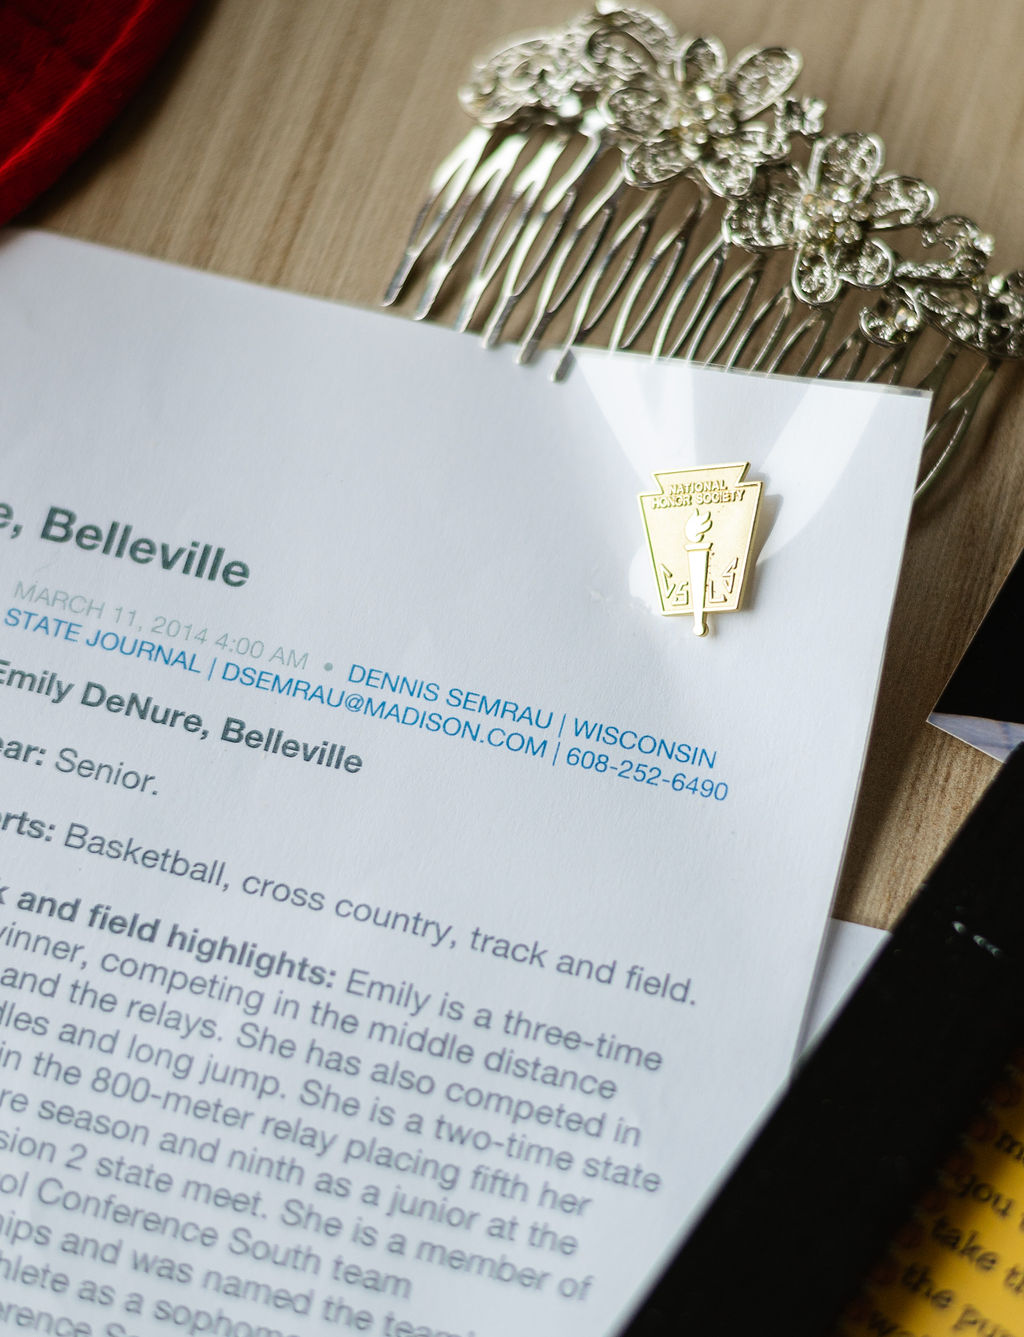 e, Belleville
MARCH 11, 2014 4:00 AM • DENNIS SEMRAU | WISCONSIN
STATE JOURNAL | DSEMRAU@MADISON.COM | 608-252-6490
Emily DeNure, Belleville
ear: Senior.
orts: Basketball, cross country, track and field.
k and field highlights: Emily is a three-time
vinner, competing in the middle distance
and the relays. She has also competed in
dles and long jump. She is a two-time state
in the 800-meter relay placing fifth her
re season and ninth as a junior at the
sion 2 state meet. She is a member of
ol Conference South team
hips and was named the team
hlete as a sophomo
erence S
NATIONAL
HONOR SOCIETY
C S L S
you
take th
the pu